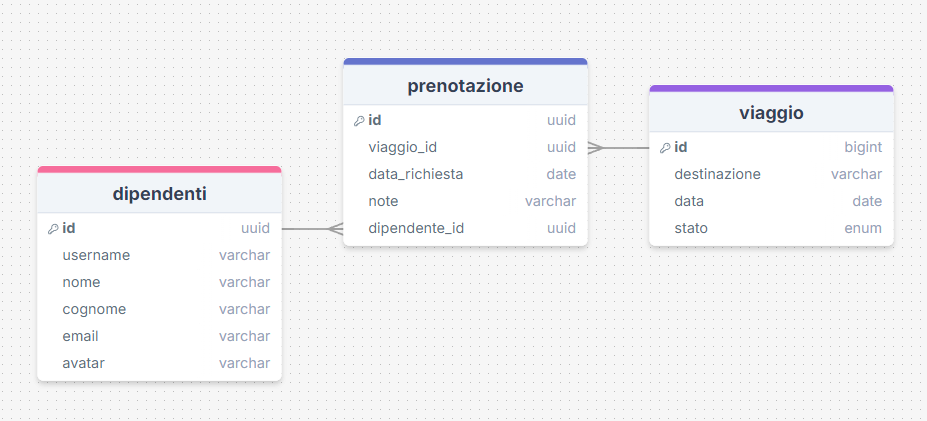 dipendenti
id uuid
username varchar
nome varchar
cognome varchar
email varchar
avatar varchar
prenotazione
id uuid
viaggio_id uuid
data_richiesta date
note varchar
dipendente_id uuid
viaggio
id bigint
destinazione varchar
data date
stato enum